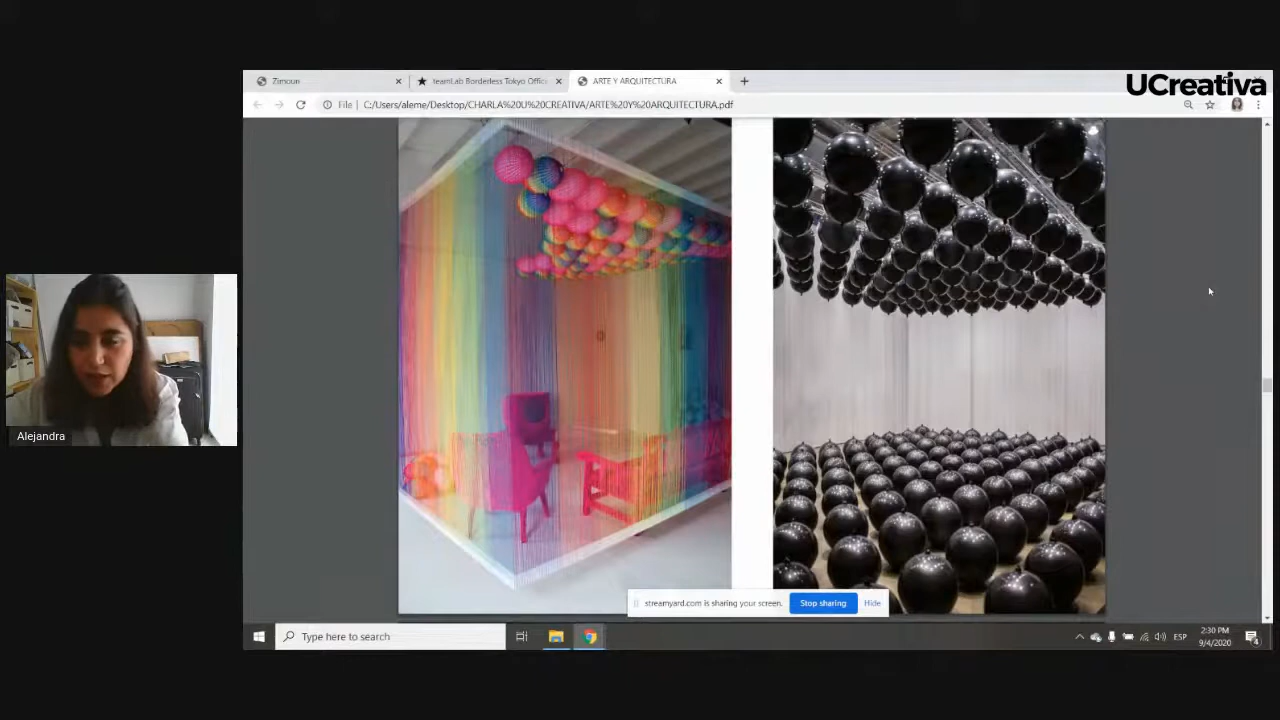 UCreativa
Zimoun
teamLab Borderless Tokyo Offic
ARTE Y ARQUITECTURA
File
C:/Users/aleme/Desktop/CHARLA%20U%20CREATIVA/ARTE%20Y%20ARQUITECTURA.pdf
Alejandra
streamyard.com is sharing your screen.
Stop sharing
Hide
Type here to search
ESP
2:30 PM
9/4/2020